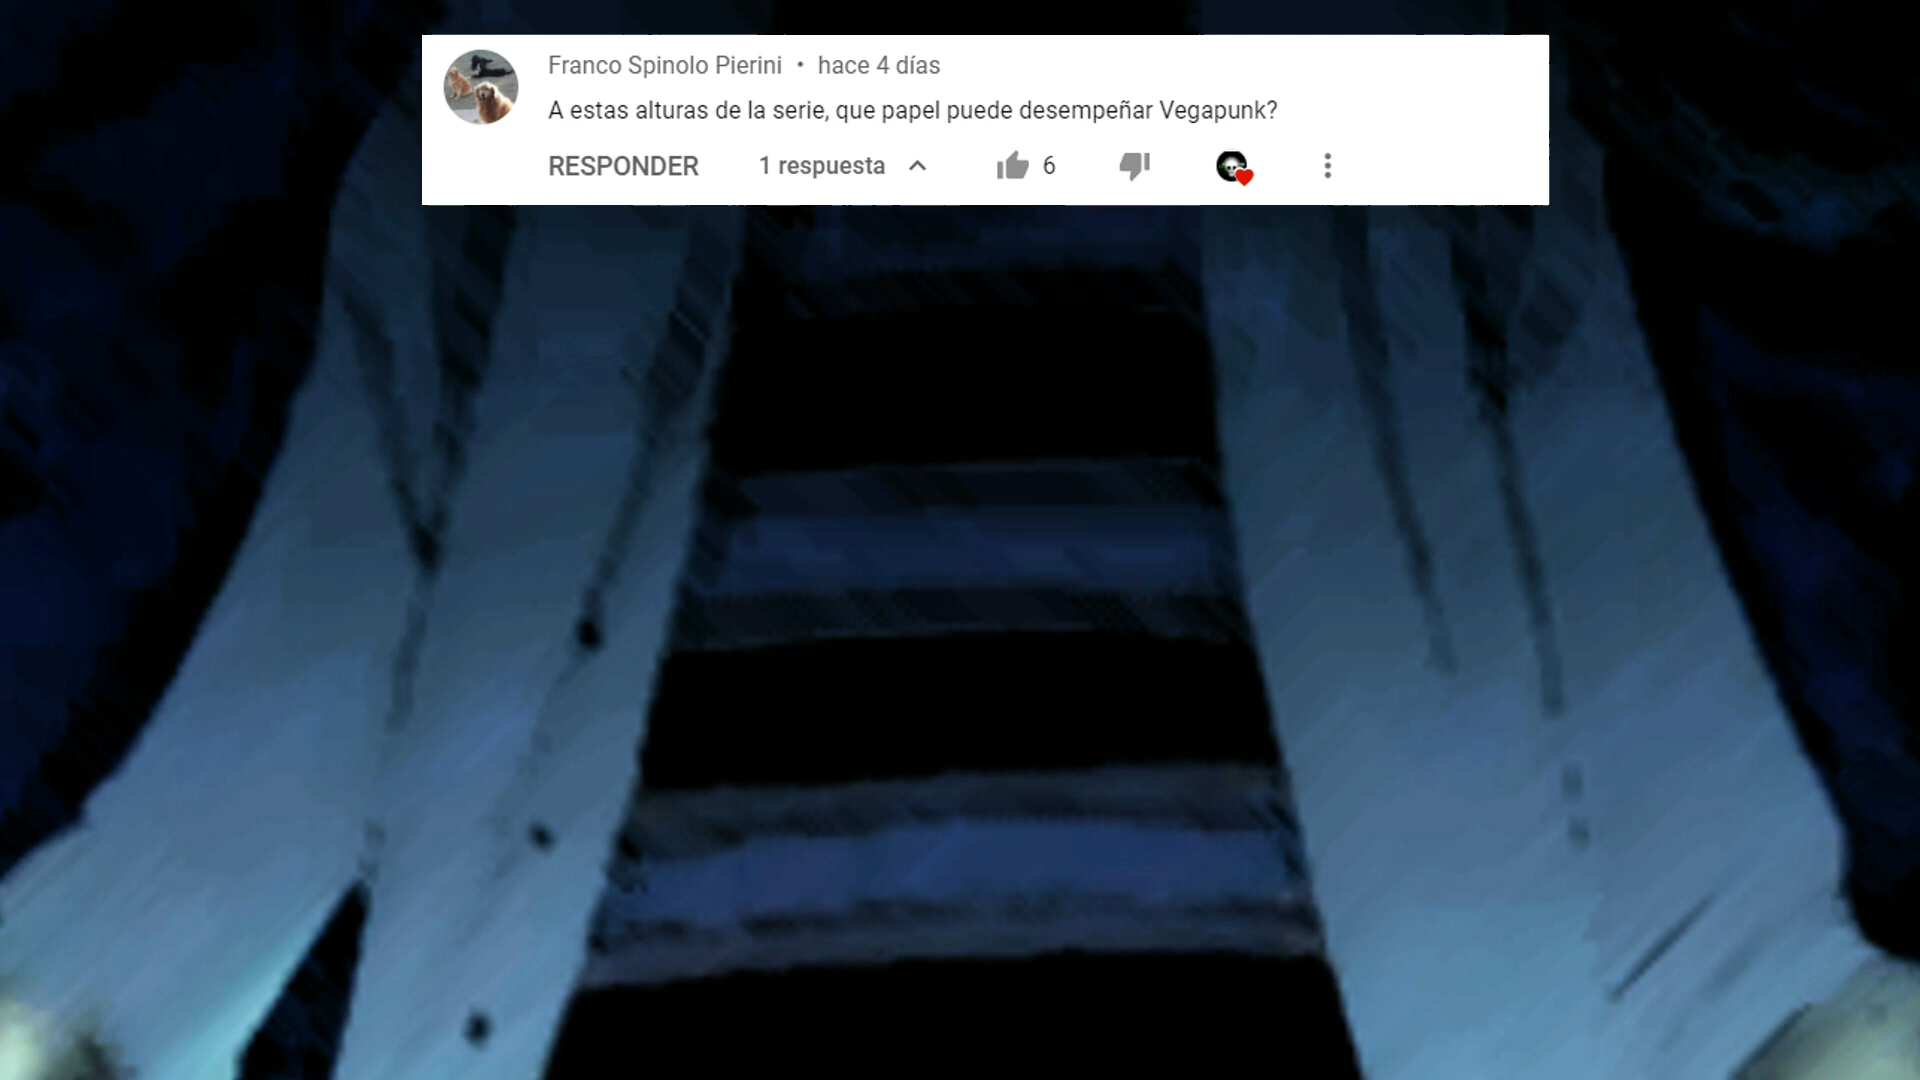 Franco Spinolo Pierini • hace 4 días
A estas alturas de la serie, que papel puede desempeñar Vegapunk?
RESPONDER 1 respuesta 6